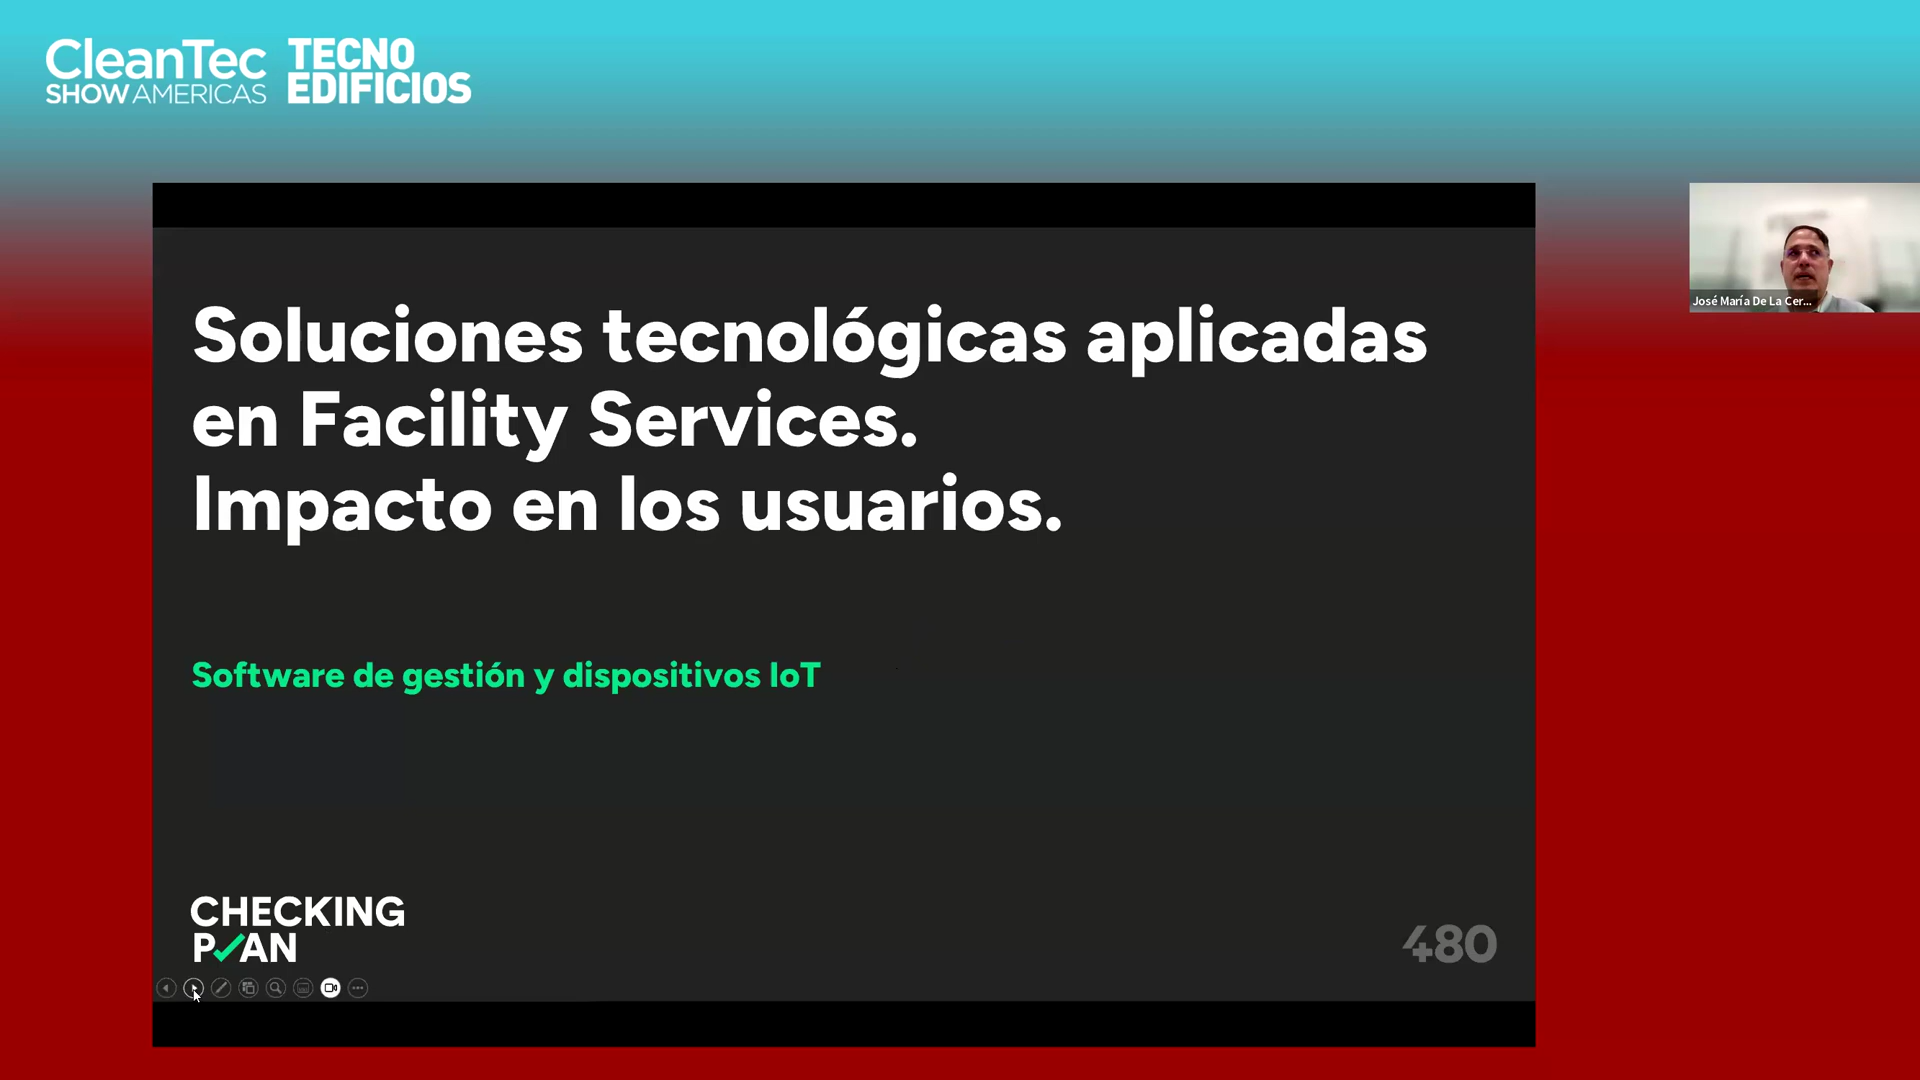 CleanTec
SHOW AMERICAS
TECNO
EDIFICIOS
José María De La Cer...
Soluciones tecnológicas aplicadas
en Facility Services.
Impacto en los usuarios.
Software de gestión y dispositivos IoT
CHECKING
PLAN
480